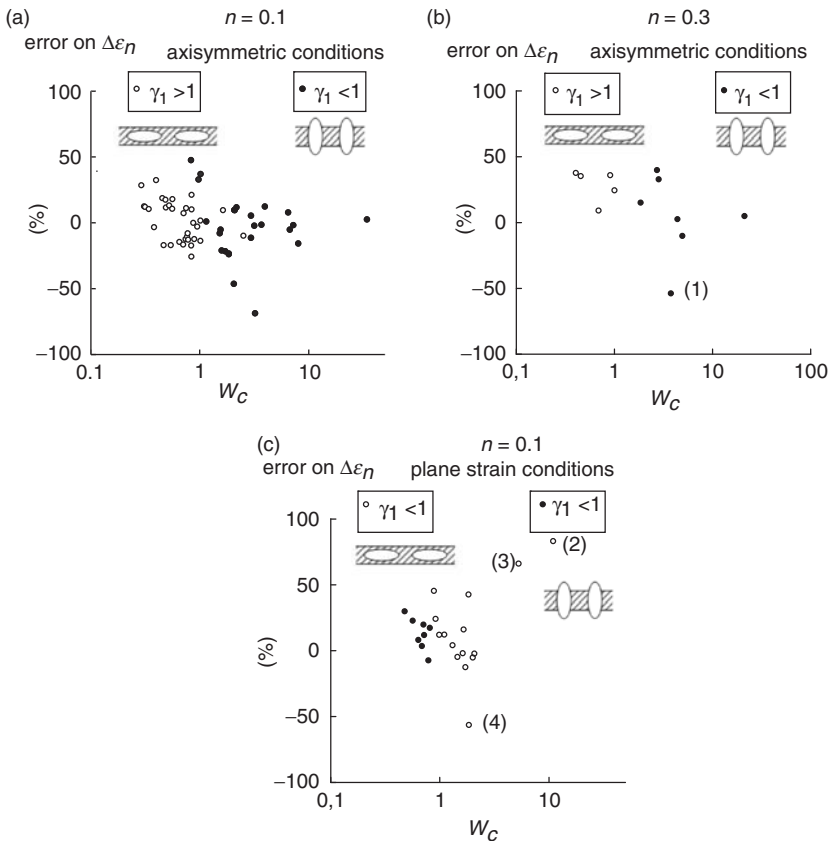 (a)
n = 0.1
error on Δεn
axisymmetric conditions
γ1 >1
γ1 <1
100
50
0
−50
−100
(%)
0.1
1
10
Wc
(b)
n = 0.3
error on Δεn
axisymmetric conditions
γ1 >1
γ1 <1
100
50
0
−50
−100
(%)
(1)
0,1
1
10
100
Wc
(c)
n = 0.1
error on Δεn
plane strain conditions
γ1 <1
γ1 <1
100
50
0
−50
−100
(%)
(2)
(3)
(4)
0,1
1
10
Wc